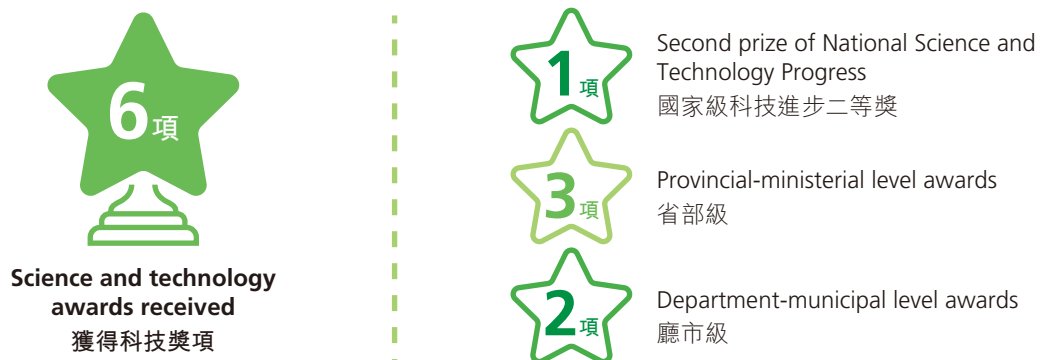 6項
Science and technology
awards received
獲得科技獎項
1項
Second prize of National Science and
Technology Progress
國家級科技進步二等獎
3項
Provincial-ministerial level awards
省部級
2項
Department-municipal level awards
廳市級